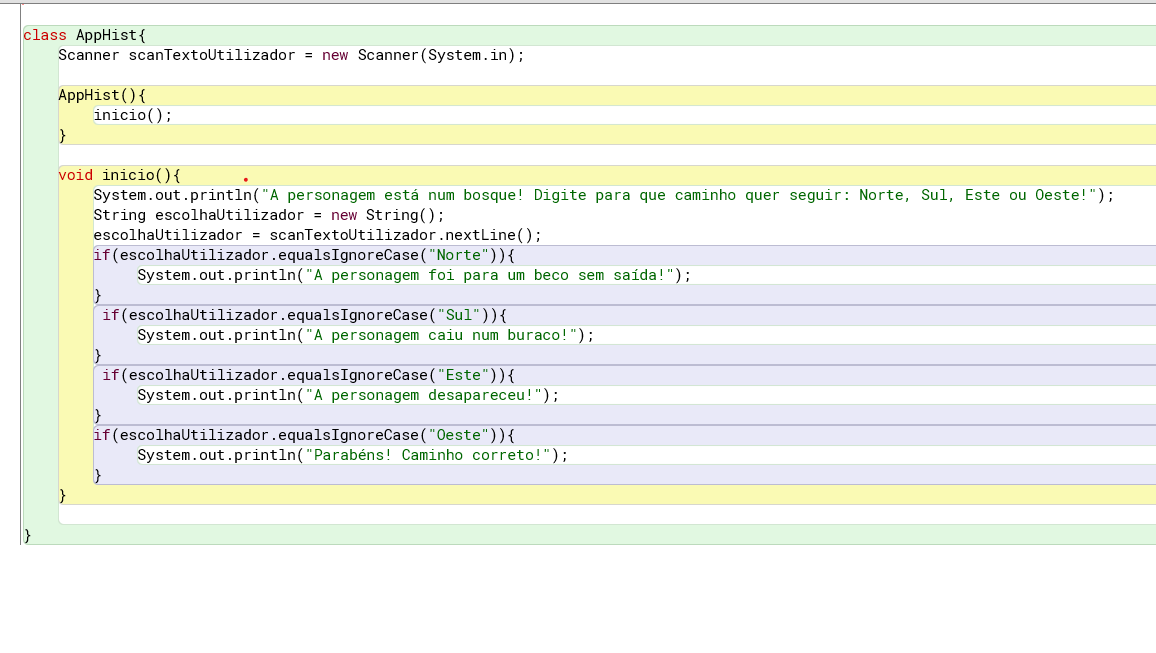 class AppHist{
Scanner scanTextoUtilizador = new Scanner(System.in);
AppHist(){
inicio();
}
void inicio(){
System.out.println("A personagem está num bosque! Digite para que caminho quer seguir: Norte, Sul, Este ou Oeste!");
String escolhaUtilizador = new String();
escolhaUtilizador = scanTextoUtilizador.nextLine();
if(escolhaUtilizador.equalsIgnoreCase("Norte")){
System.out.println("A personagem foi para um beco sem saída!");
}
if(escolhaUtilizador.equalsIgnoreCase("Sul")){
System.out.println("A personagem caiu num buraco!");
}
if(escolhaUtilizador.equalsIgnoreCase("Este")){
System.out.println("A personagem desapareceu!");
}
if(escolhaUtilizador.equalsIgnoreCase("Oeste")){
System.out.println("Parabéns! Caminho correto!");
}
}
}